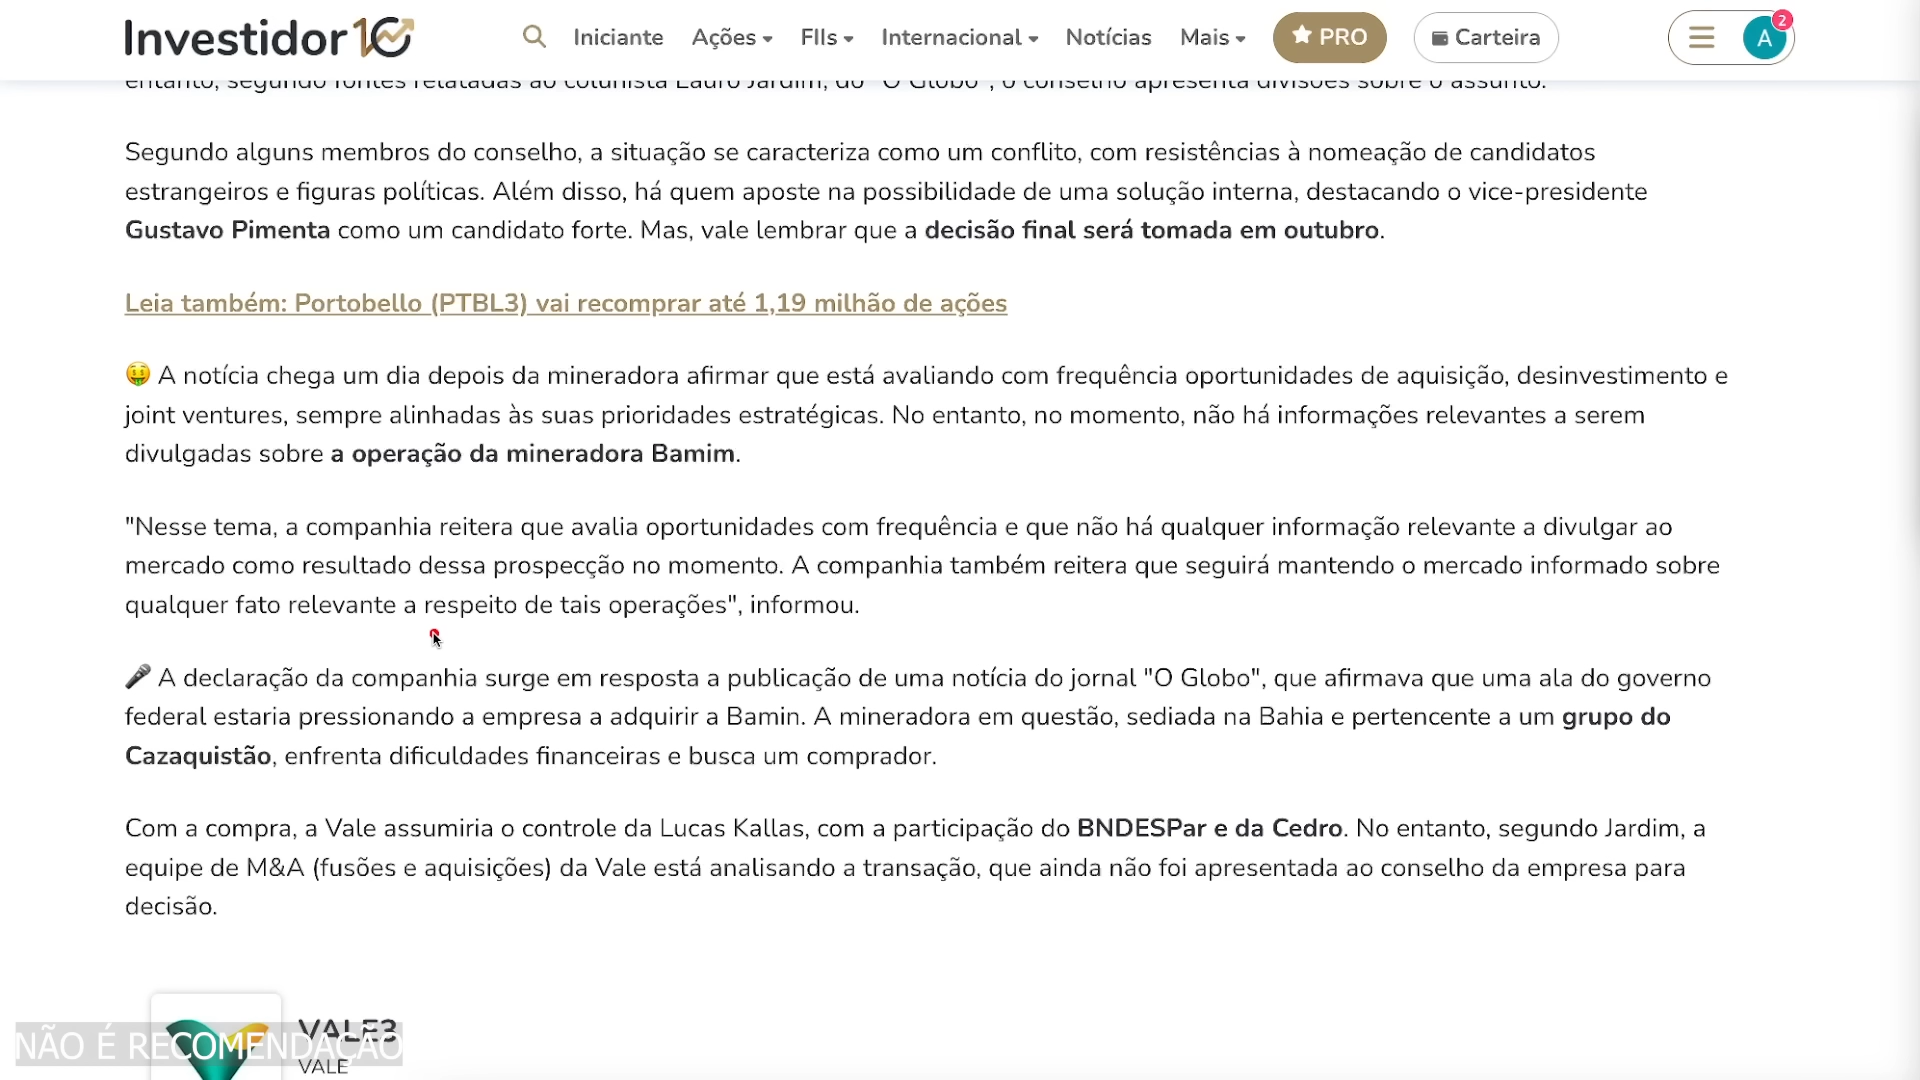 Investidor10
Iniciante Ações FIIs Internacional Notícias Mais PRO Carteira A 2
entanto, segundo fontes relatadas ao colunista Lauro Jardim, do "O Globo", o conselho apresenta divisões sobre o assunto.
Segundo alguns membros do conselho, a situação se caracteriza como um conflito, com resistências à nomeação de candidatos
estrangeiros e figuras políticas. Além disso, há quem aposte na possibilidade de uma solução interna, destacando o vice-presidente
Gustavo Pimenta como um candidato forte. Mas, vale lembrar que a decisão final será tomada em outubro.
Leia também: Portobello (PTBL3) vai recomprar até 1,19 milhão de ações
🤑 A notícia chega um dia depois da mineradora afirmar que está avaliando com frequência oportunidades de aquisição, desinvestimento e
joint ventures, sempre alinhadas às suas prioridades estratégicas. No entanto, no momento, não há informações relevantes a serem
divulgadas sobre a operação da mineradora Bamim.
"Nesse tema, a companhia reitera que avalia oportunidades com frequência e que não há qualquer informação relevante a divulgar ao
mercado como resultado dessa prospecção no momento. A companhia também reitera que seguirá mantendo o mercado informado sobre
qualquer fato relevante a respeito de tais operações", informou.
🎤 A declaração da companhia surge em resposta a publicação de uma notícia do jornal "O Globo", que afirmava que uma ala do governo
federal estaria pressionando a empresa a adquirir a Bamin. A mineradora em questão, sediada na Bahia e pertencente a um grupo do
Cazaquistão, enfrenta dificuldades financeiras e busca um comprador.
Com a compra, a Vale assumiria o controle da Lucas Kallas, com a participação do BNDESPar e da Cedro. No entanto, segundo Jardim, a
equipe de M&A (fusões e aquisições) da Vale está analisando a transação, que ainda não foi apresentada ao conselho da empresa para
decisão.
VALE3
NÃO É RECOMENDAÇÃO
VALE